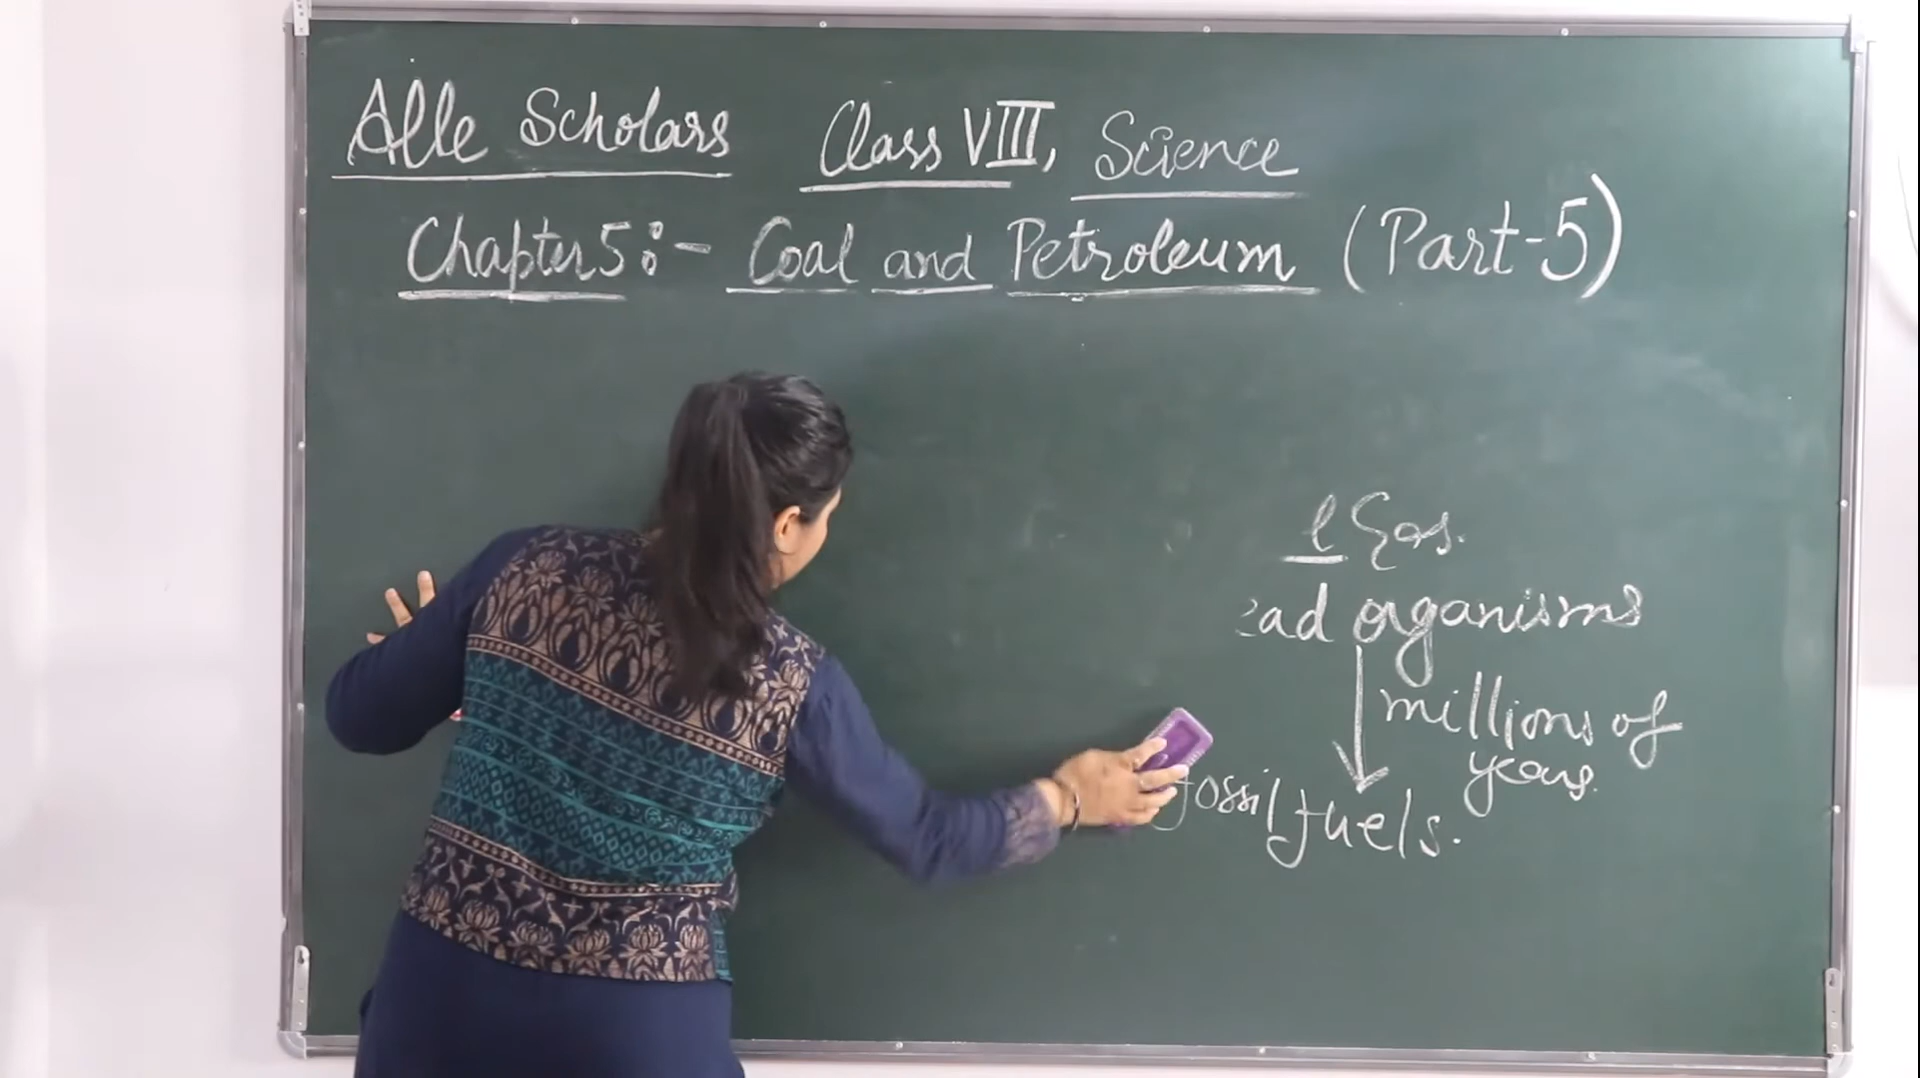 Alle Scholars Class VIII, Science
Chapter 5:- Coal and Petroleum (Part-5)
l Gas.
ead organisms
millions of
years.
fossil fuels.